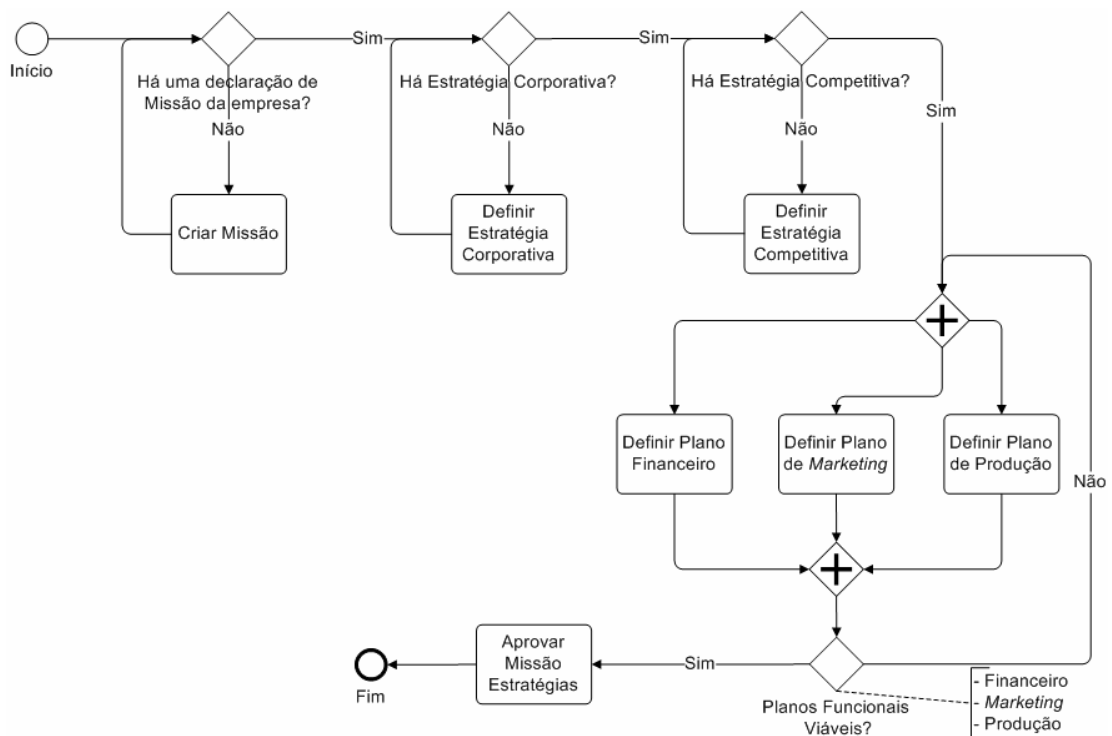 Início
Há uma declaração de
Missão da empresa?
Sim
Não
Criar Missão
Há Estratégia Corporativa?
Sim
Não
Definir
Estratégia
Corporativa
Há Estratégia Competitiva?
Sim
Não
Definir
Estratégia
Competitiva
Definir Plano
Financeiro
Definir Plano
de Marketing
Definir Plano
de Produção
Não
Planos Funcionais
Viáveis?
- Financeiro
- Marketing
- Produção
Sim
Aprovar
Missão
Estratégias
Fim